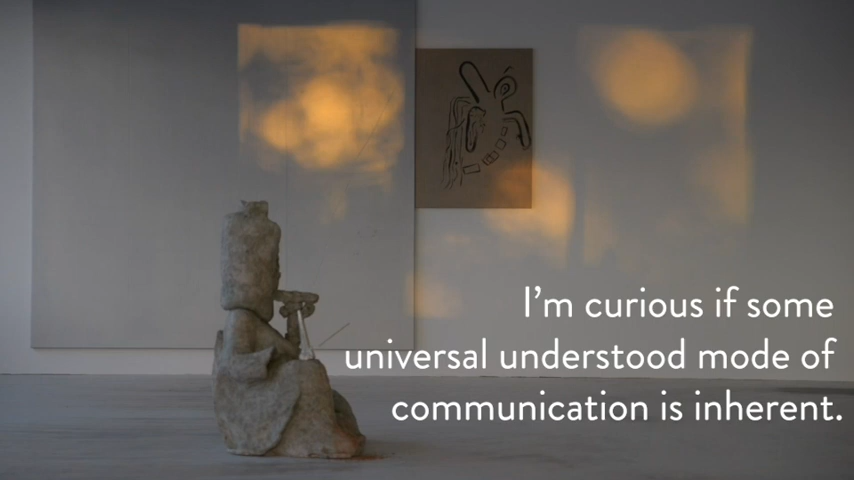 I’m curious if some
universal understood mode of
communication is inherent.